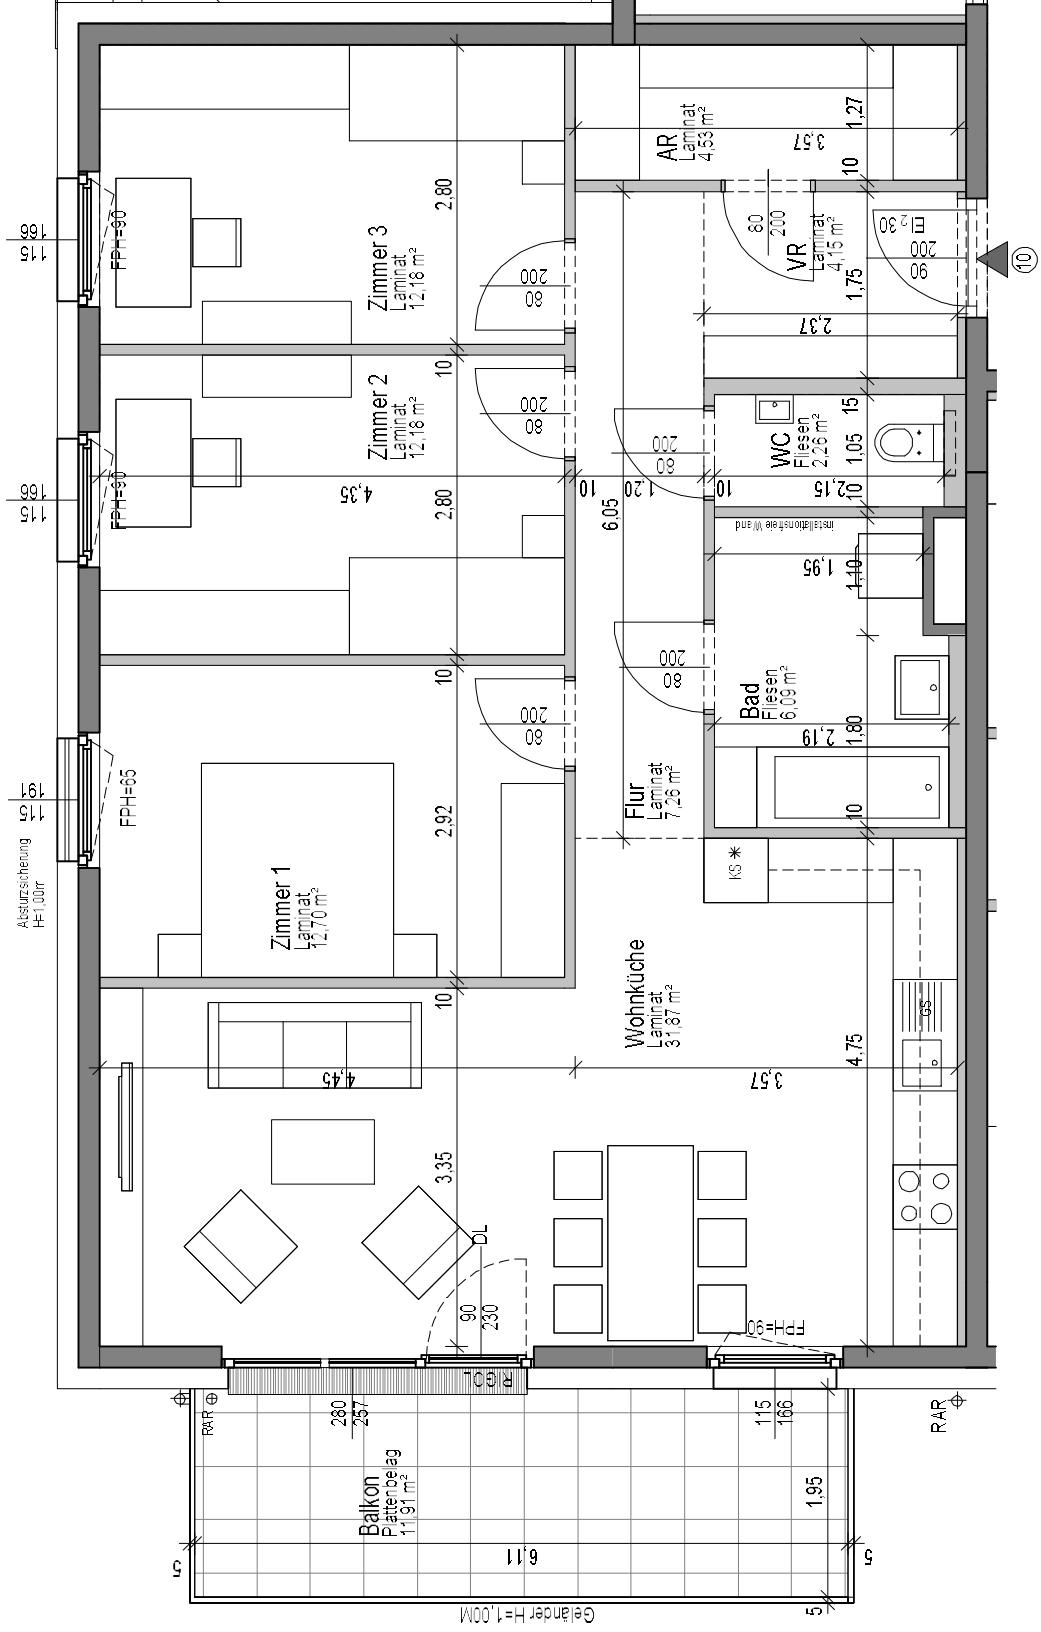 166
115
FPH=90
166
115
FPH=90
191
115
FPH=65
Absturzsicherung
H=1,00m
Zimmer 3
Laminat
12,18 m²
2,80
80
200
10
Zimmer 2
Laminat
12,18 m²
2,80
4,35
80
200
10
Zimmer 1
Laminat
12,70 m²
2,92
80
200
10
AR
Laminat
4,53 m²
1,27
3,57
10
80
200
VR
Laminat
4,15 m²
1,75
2,37
EI₂30
90
200
10
WC
Fliesen
2,26 m²
15
1,05
10
2,15
10
1,20
10
80
200
6,05
installationsfreie Wand
1,95
1,10
Bad
Fliesen
6,09 m²
2,19
1,80
10
80
200
Flur
Laminat
7,26 m²
KS
Wohnküche
Laminat
31,87 m²
4,45
3,57
4,75
3,35
GS
DL
90
230
FPH=90
RIGOL
RAR
RAR
280
257
115
166
Balkon
Plattenbelag
11,91 m²
1,95
6,11
5
5
5
Geländer H=1,00M